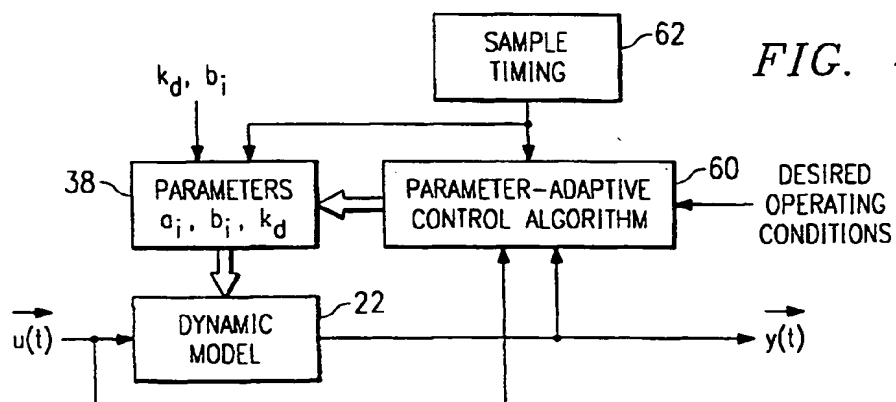 SAMPLE
TIMING
62
FIG.
k_d, b_i
38
PARAMETERS
a_i, b_i, k_d
PARAMETER-ADAPTIVE
CONTROL ALGORITHM
60
DESIRED
OPERATING
CONDITIONS
22
u(t)
DYNAMIC
MODEL
y(t)